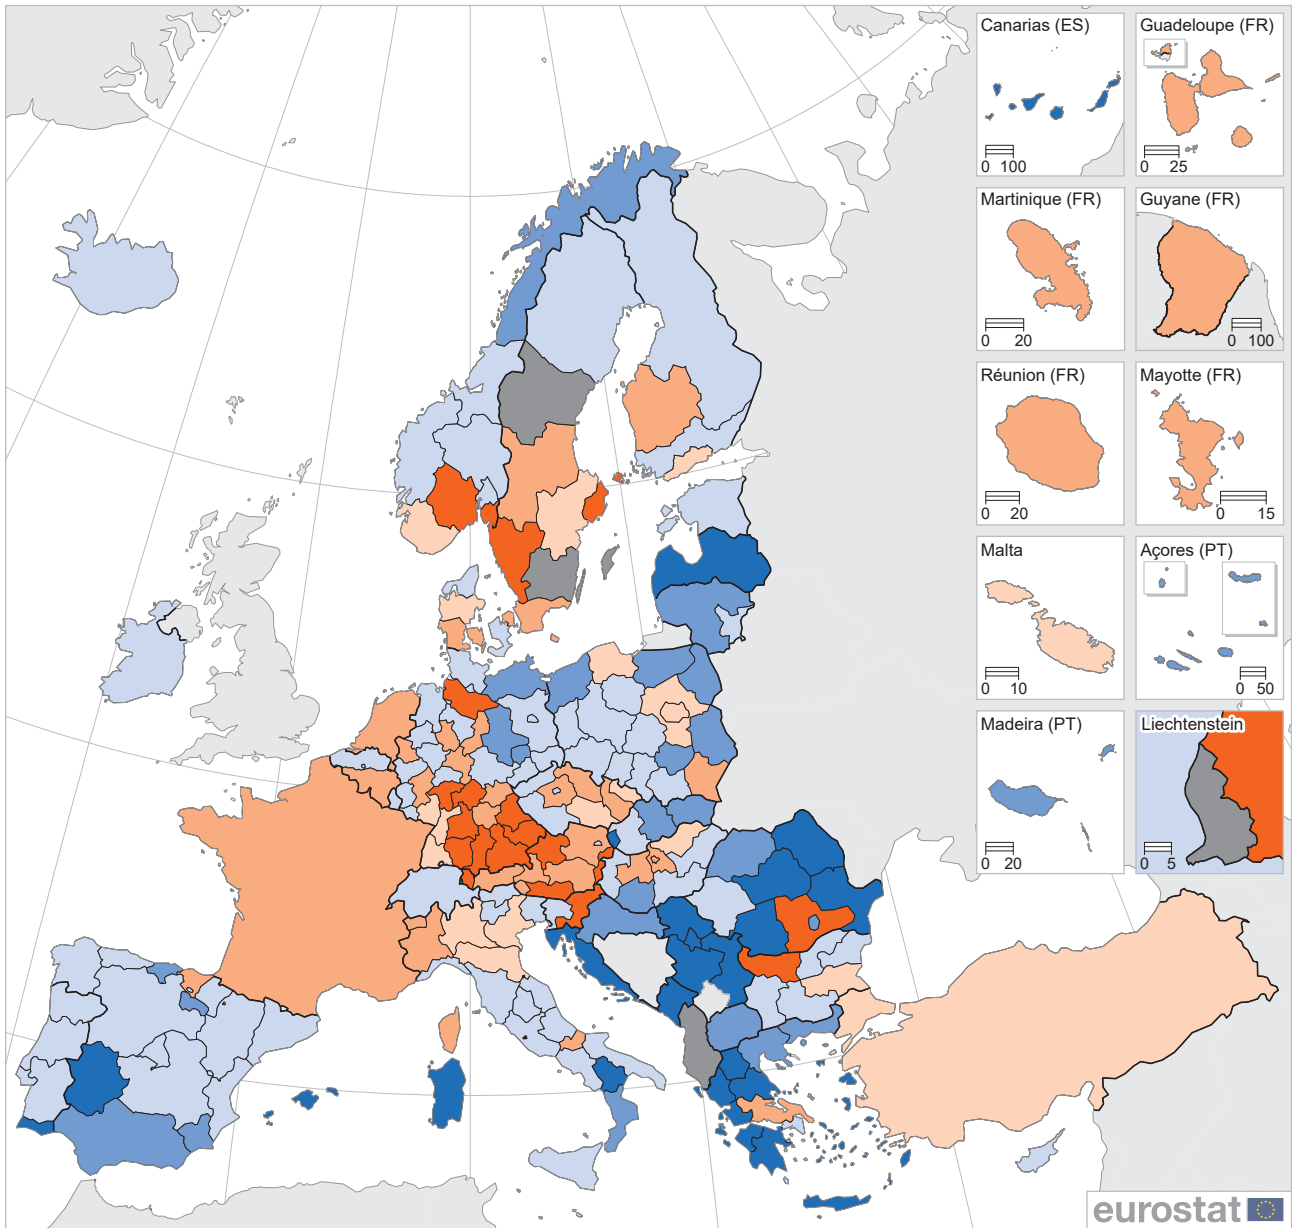 Canarias (ES)
0 100
Guadeloupe (FR)
0 25
Martinique (FR)
0 20
Guyane (FR)
0 100
Réunion (FR)
0 20
Mayotte (FR)
0 15
Malta
0 10
Açores (PT)
0 50
Madeira (PT)
0 20
Liechtenstein
0 5
eurostat